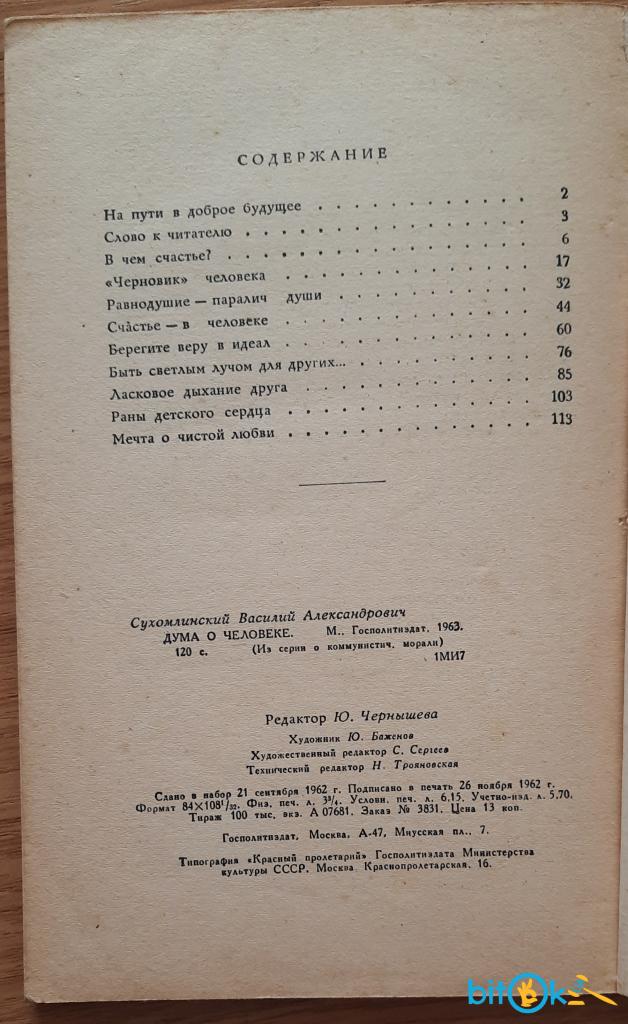 СОДЕРЖАНИЕ
На пути в доброе будущее . . . . . . . . . . 2
Слово к читателю . . . . . . . . . . . . . 3
В чем счастье? . . . . . . . . . . . . . . 6
«Черновик» человека . . . . . . . . . . . 17
Равнодушие — паралич души . . . . . . . . . 32
Счастье — в человеке . . . . . . . . . . . 44
Берегите веру в идеал . . . . . . . . . . . 60
Быть светлым лучом для других... . . . . . . . . 76
Ласковое дыхание друга . . . . . . . . . . 85
Раны детского сердца . . . . . . . . . . . 103
Мечта о чистой любви . . . . . . . . . . . 113
Сухомлинский Василий Александрович
ДУМА О ЧЕЛОВЕКЕ. М., Госполитиздат, 1963.
120 с. (Из серии о коммунистич. морали)
1МИ7
Редактор Ю. Чернышева
Художник Ю. Баженов
Художественный редактор С. Сергеев
Технический редактор Н. Трояновская
Сдано в набор 21 сентября 1962 г. Подписано в печать 26 ноября 1962 г.
Формат 84×108¹/₃₂. Физ. печ. л. 3³/₄. Условн. печ. л. 6,15. Учетно-изд. л. 5,70.
Тираж 100 тыс. экз. А 07681. Заказ № 3831. Цена 13 коп.
Госполитиздат, Москва, А-47, Миусская пл., 7.
Типография «Красный пролетарий» Госполитиздата Министерства
культуры СССР. Москва. Краснопролетарская, 16.
bitok